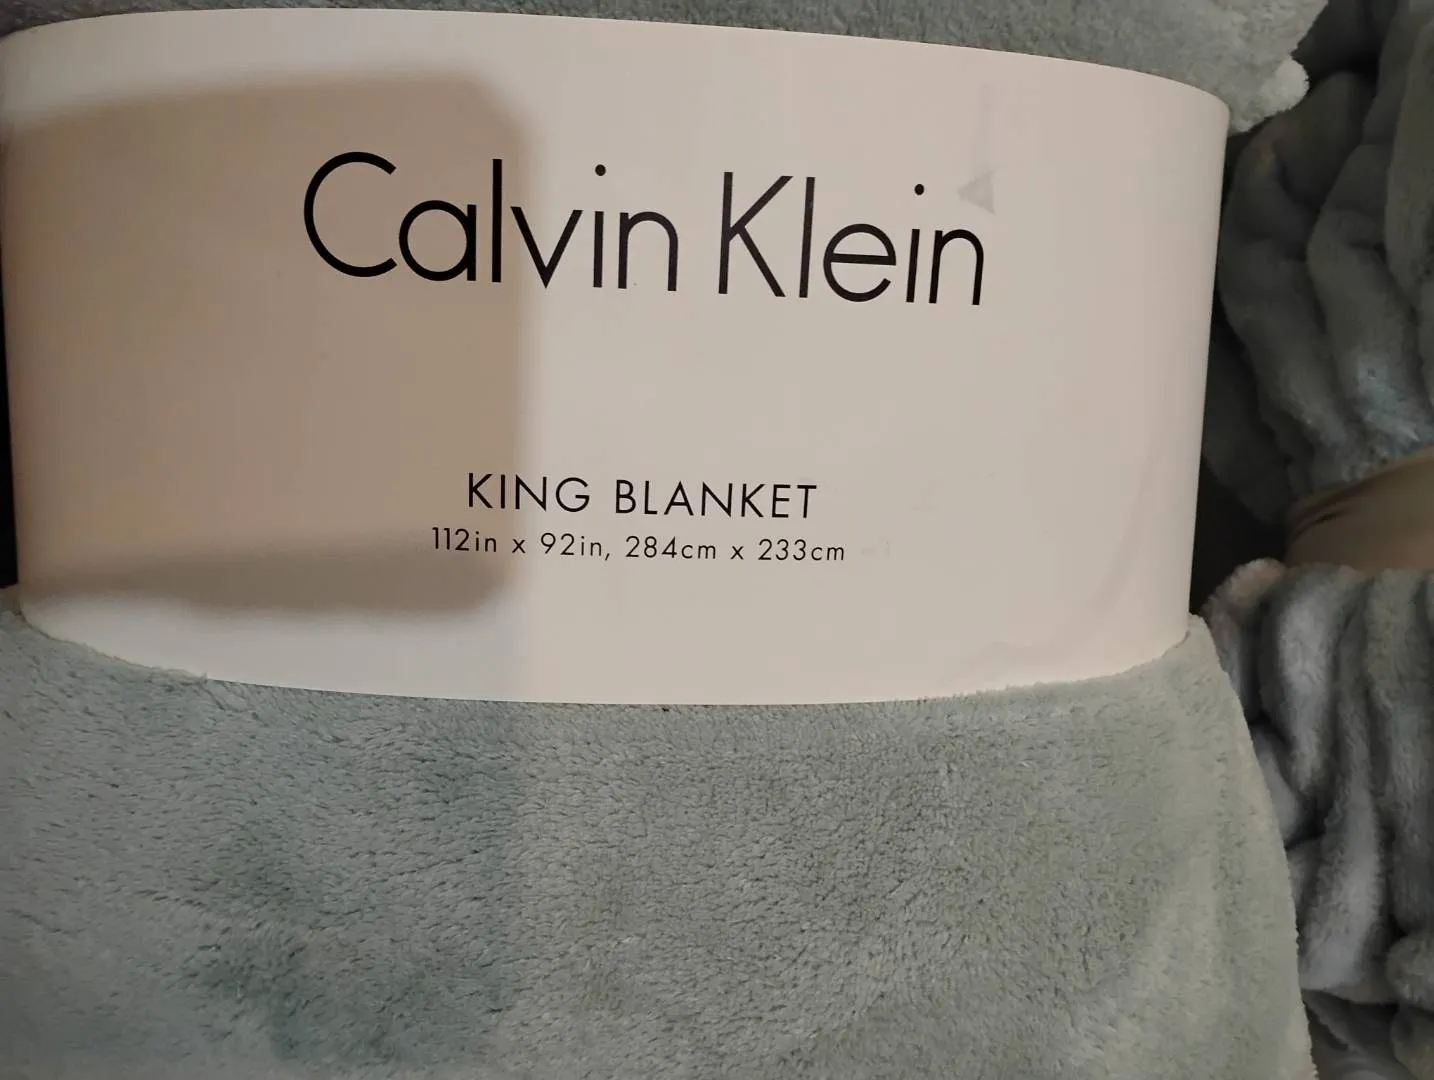 Calvin Klein
KING BLANKET
112in x 92in, 284cm x 233cm